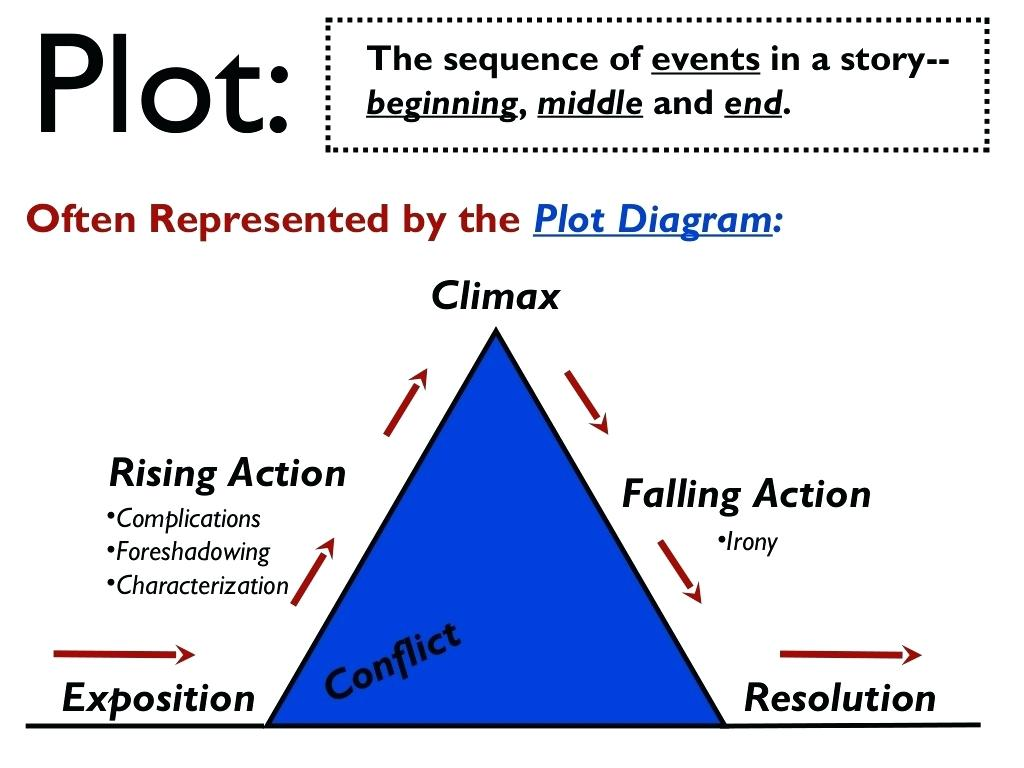 Plot:
The sequence of events in a story--
beginning, middle and end.
Often Represented by the Plot Diagram:
Climax
Rising Action
•Complications
•Foreshadowing
•Characterization
Falling Action
•Irony
Conflict
Exposition
Resolution